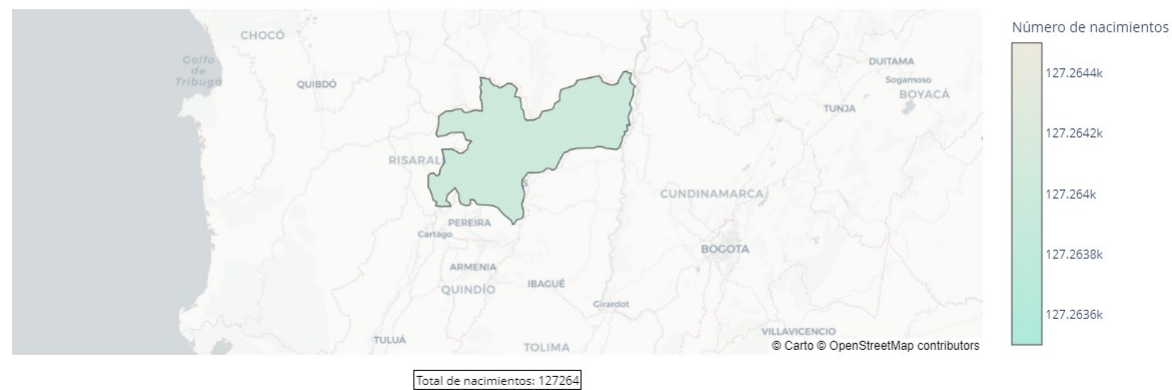 Número de nacimientos
127.2644k
127.2642k
127.264k
127.2638k
127.2636k
CHOCÓ
Golfo
de
Tribugá
QUIBDÓ
DUITAMA
Sogamoso
BOYACÁ
TUNJA
RISARAL
S
CUNDINAMARCA
PEREIRA
Cartago
BOGOTA
ARMENIA
QUINDÍO
IBAGUÉ
Girardot
VILLAVICENCIO
TULUÁ
TOLIMA
© Carto © OpenStreetMap contributors
Total de nacimientos: 127264